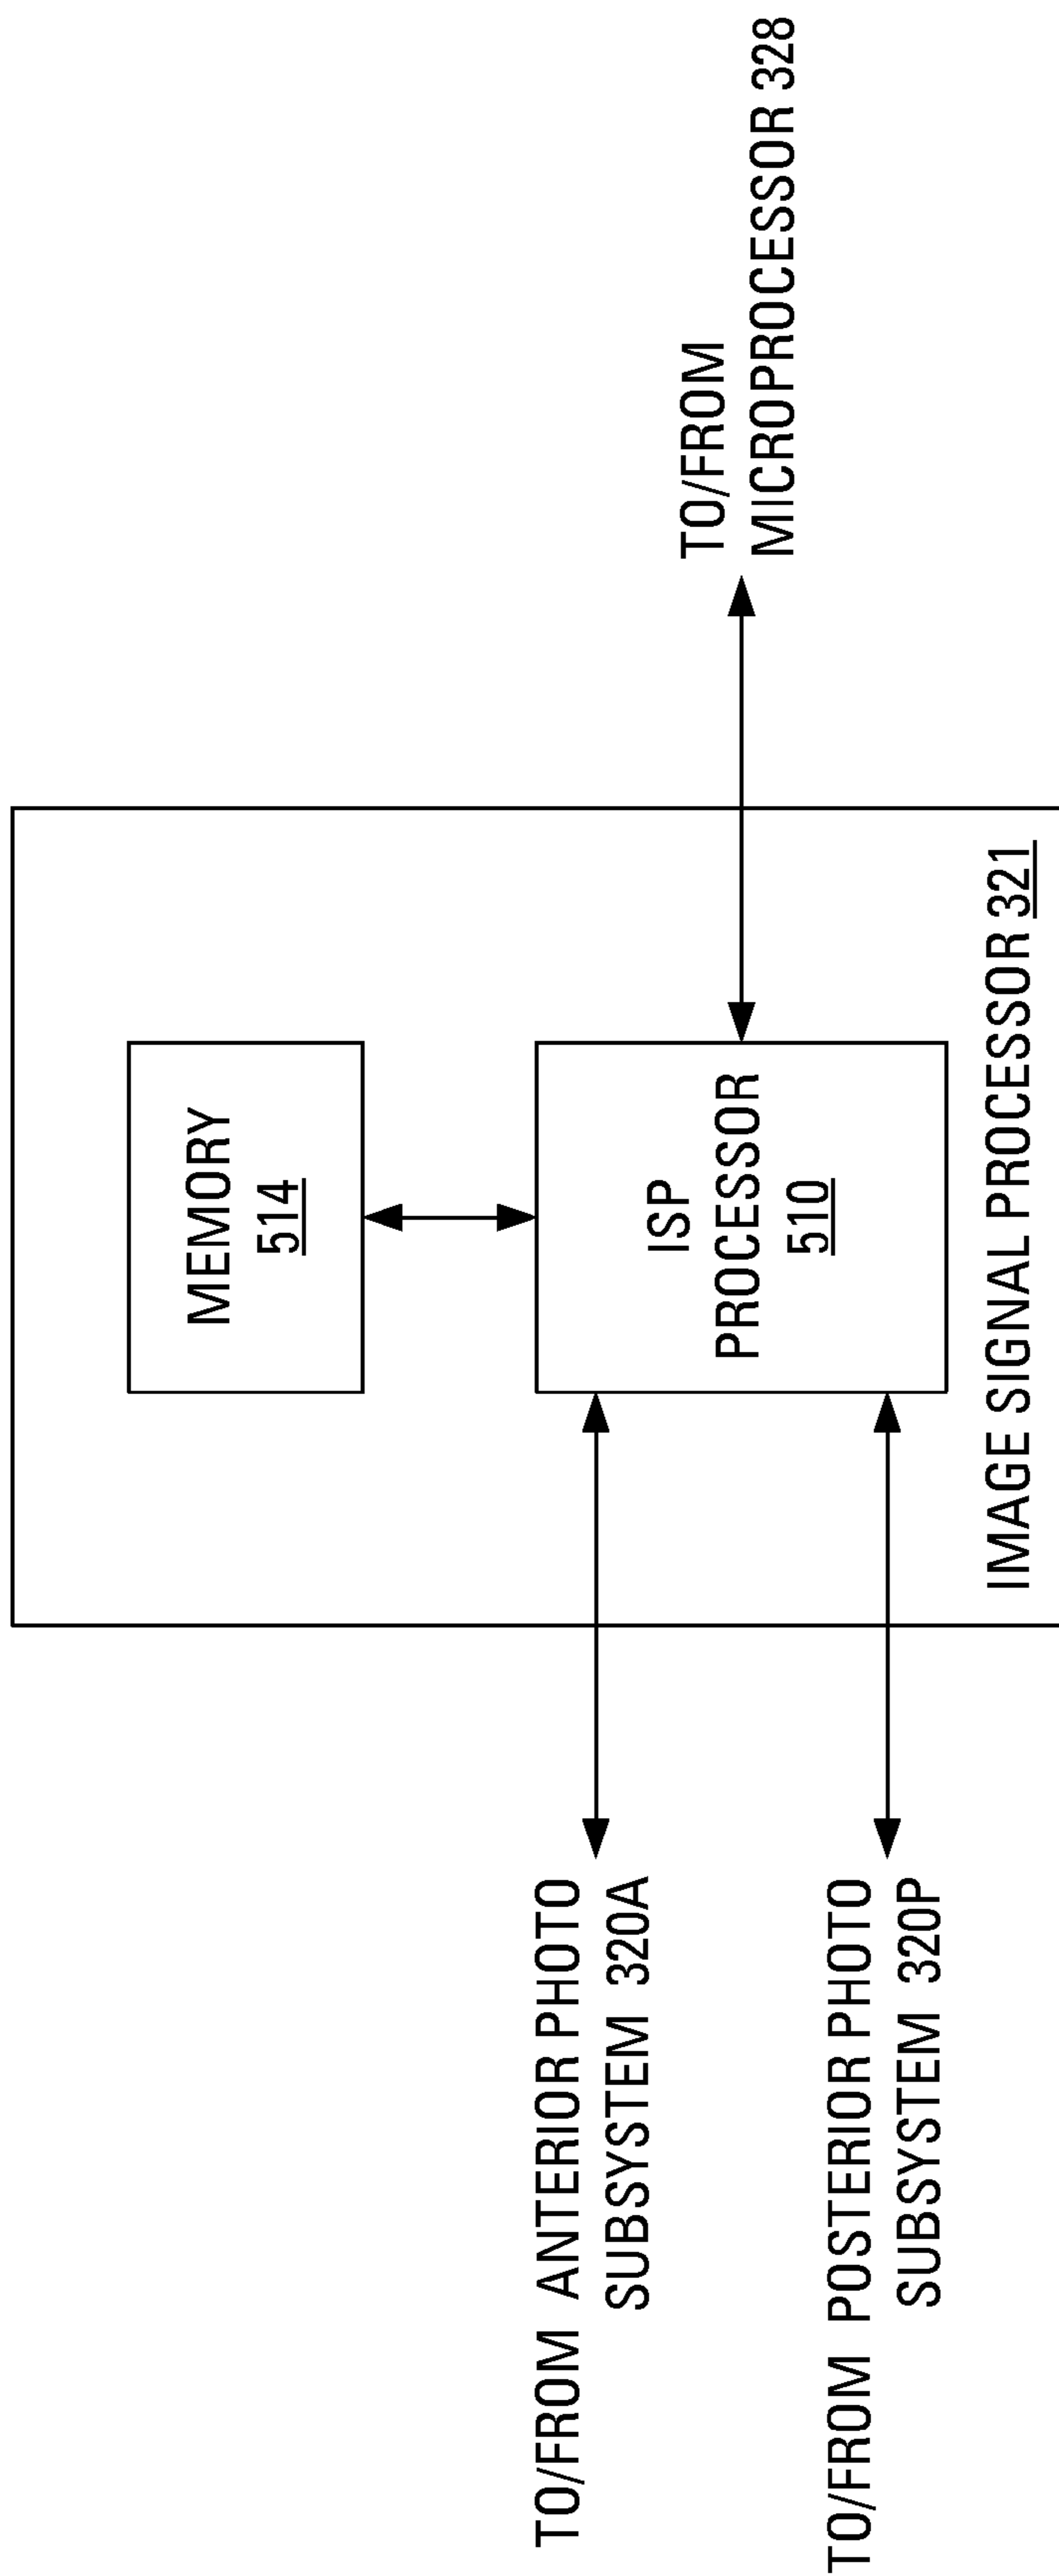 MEMORY
514
TO/FROM ANTERIOR PHOTO
SUBSYSTEM 320A
ISP
PROCESSOR
510
TO/FROM
MICROPROCESSOR 328
TO/FROM POSTERIOR PHOTO
SUBSYSTEM 320P
IMAGE SIGNAL PROCESSOR 321